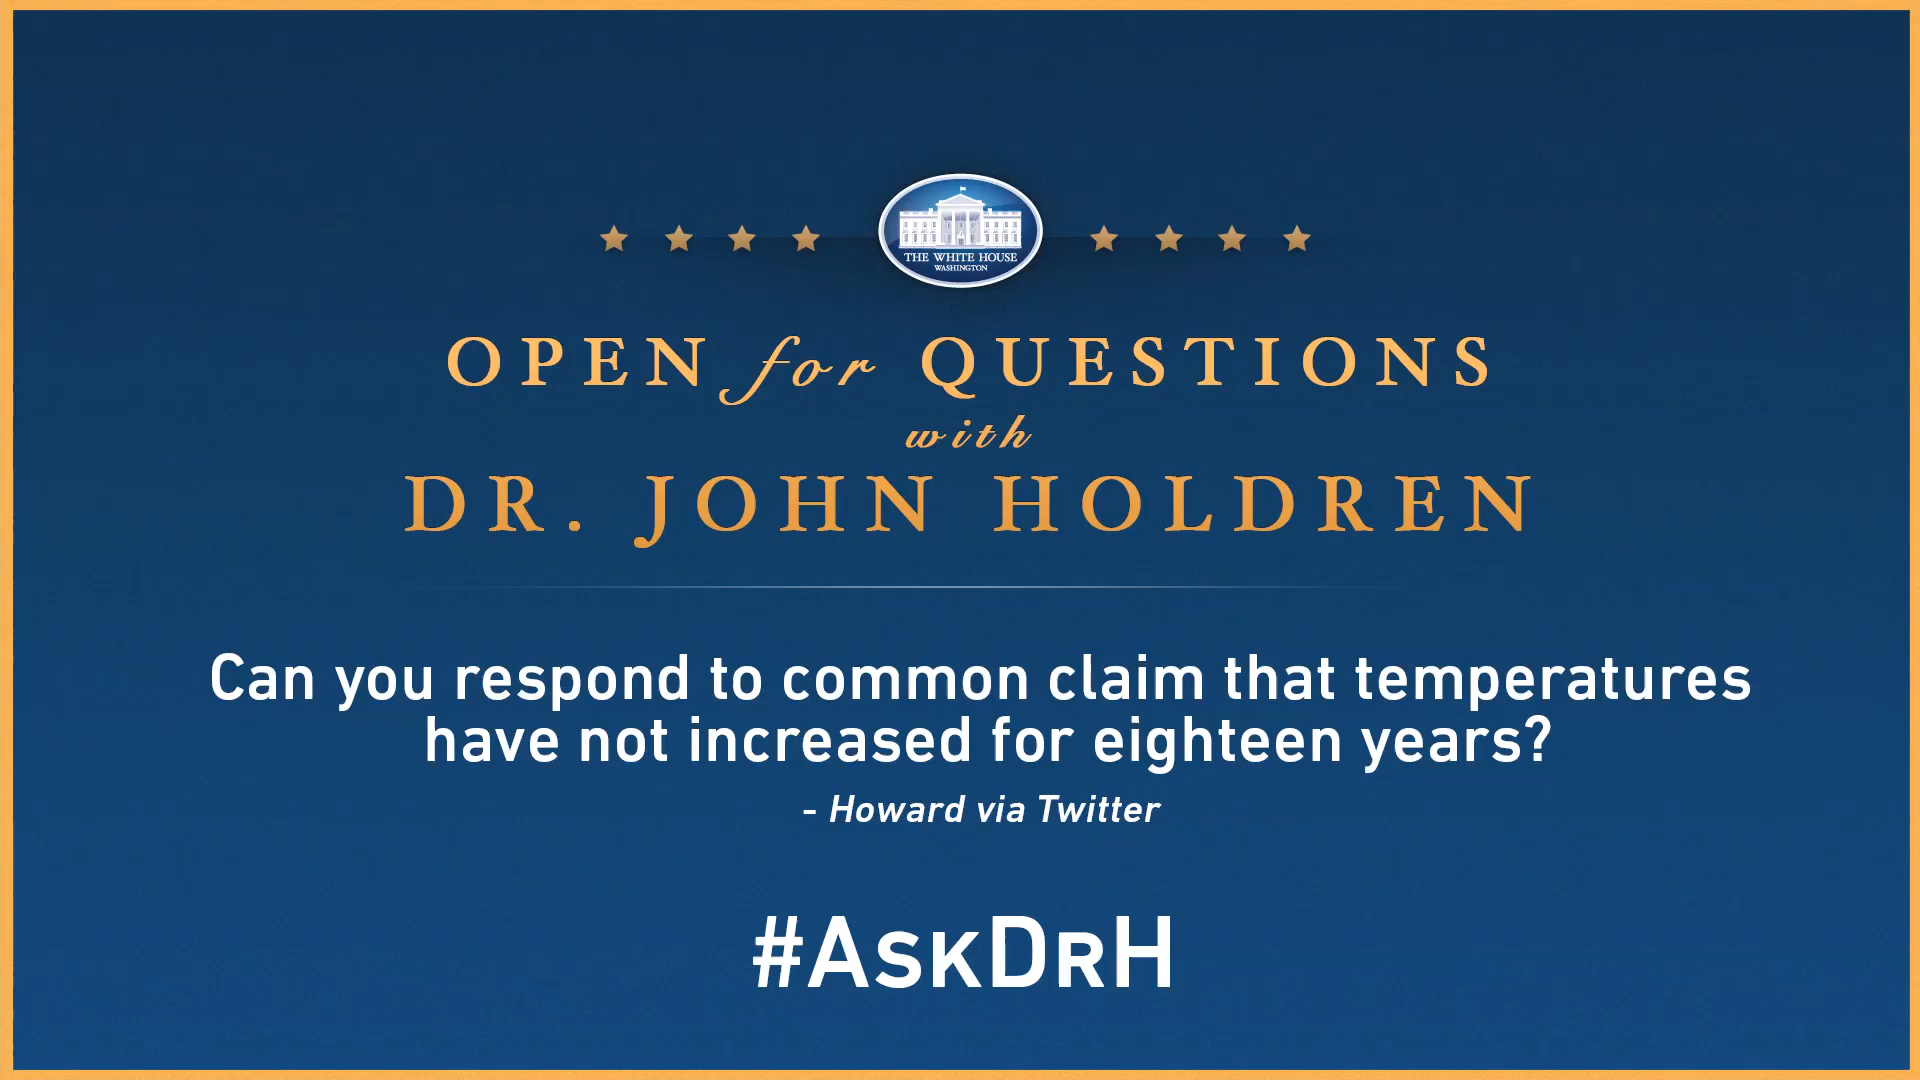 THE WHITE HOUSE
WASHINGTON
OPEN for QUESTIONS
with
DR. JOHN HOLDREN
Can you respond to common claim that temperatures
have not increased for eighteen years?
- Howard via Twitter
#ASKDRH